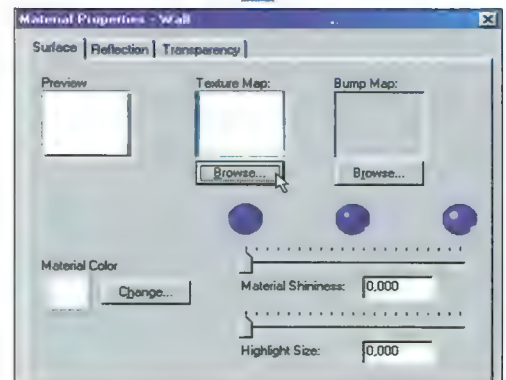 Material Properties - Wall
Surface
Reflection
Transparency
Preview
Texture Map:
Bump Map:
Browse...
Browse...
Material Color
Change...
Material Shininess: 0,000
Highlight Size: 0,000